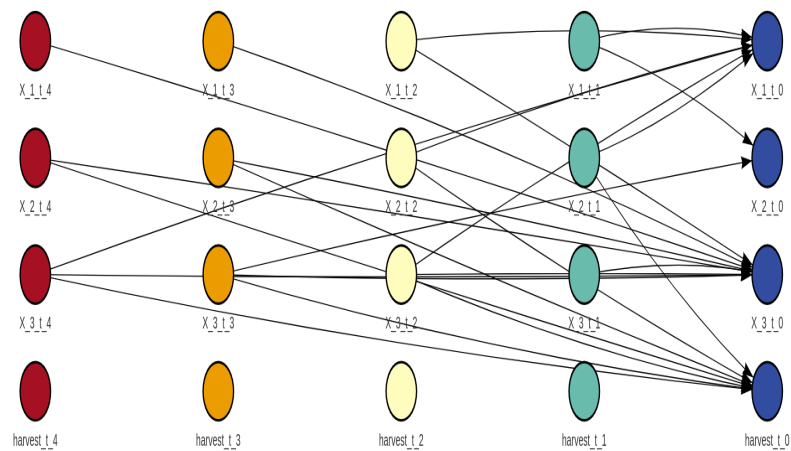 X_1_t_4 X_1_t_3 X_1_t_2 X_1_t_1 X_1_t_0
X_2_t_4 X_2_t_3 X_2_t_2 X_2_t_1 X_2_t_0
X_3_t_4 X_3_t_3 X_3_t_2 X_3_t_1 X_3_t_0
harvest_t_4 harvest_t_3 harvest_t_2 harvest_t_1 harvest_t_0